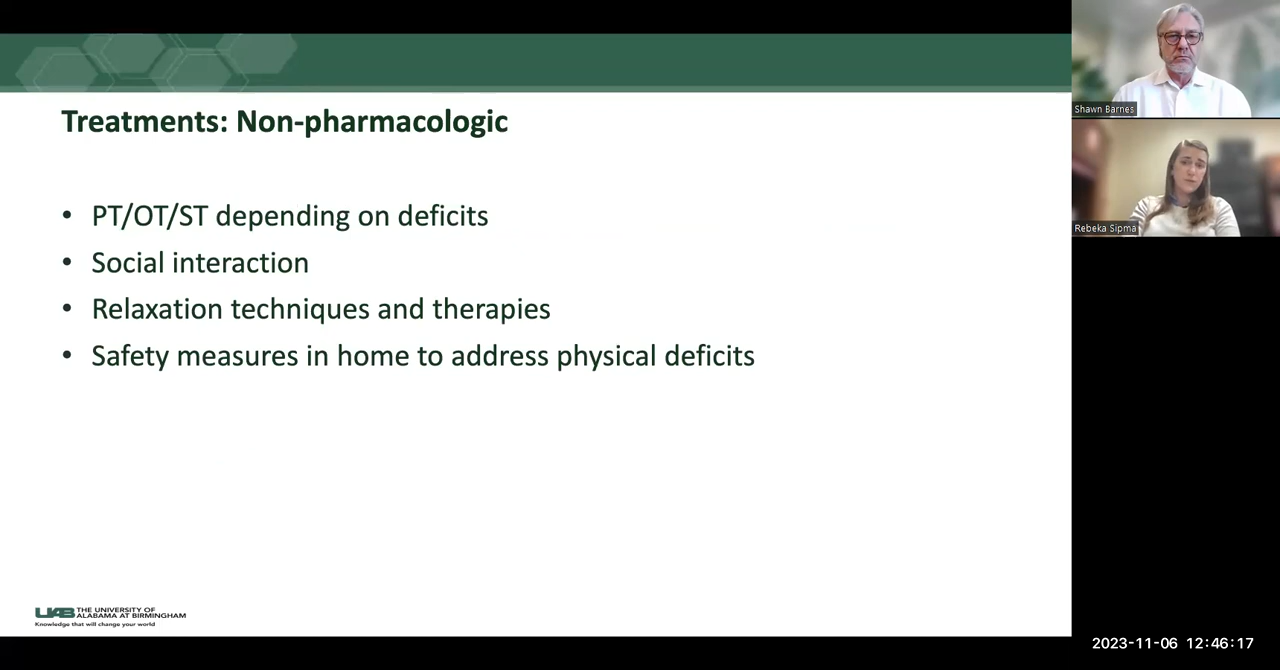 Treatments: Non-pharmacologic
• PT/OT/ST depending on deficits
• Social interaction
• Relaxation techniques and therapies
• Safety measures in home to address physical deficits
UAB THE UNIVERSITY OF
ALABAMA AT BIRMINGHAM
Knowledge that will change your world
Shawn Barnes
Rebeka Sipma
2023-11-06 12:46:17